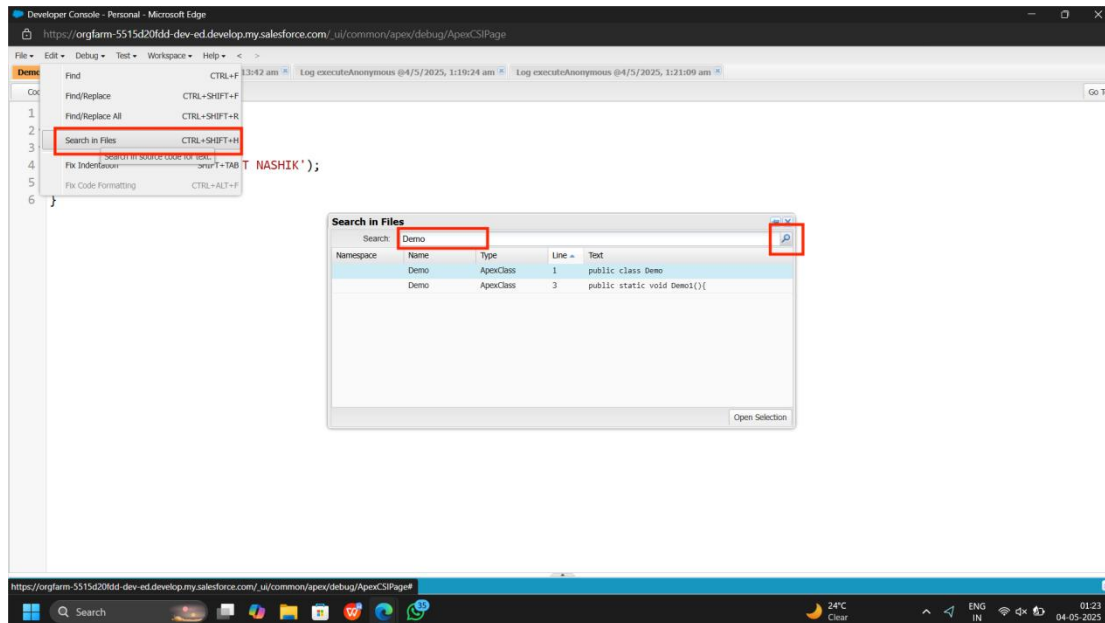 Developer Console - Personal - Microsoft Edge
https://orgfarm-5515d20fdd-dev-ed.develop.my.salesforce.com/_ui/common/apex/debug/ApexCSIPage
File Edit Debug Test Workspace Help < >
Demo 13:42 am Log executeAnonymous @4/5/2025, 1:19:24 am Log executeAnonymous @4/5/2025, 1:21:09 am
Find CTRL+F
Find/Replace CTRL+SHIFT+F
Find/Replace All CTRL+SHIFT+R
Search in Files CTRL+SHIFT+H
Search in source code for text.
Fix Indentation SHIFT+TAB
Fix Code Formatting CTRL+ALT+F
Go T
1
2
3
4 T NASHIK');
5
6 }
Search in Files
Search: Demo
Namespace Name Type Line Text
Demo ApexClass 1 public class Demo
Demo ApexClass 3 public static void Demo1(){
Open Selection
https://orgfarm-5515d20fdd-dev-ed.develop.my.salesforce.com/_ui/common/apex/debug/ApexCSIPage#
Search
35
24°C
Clear
ENG
IN
01:23
04-05-2025